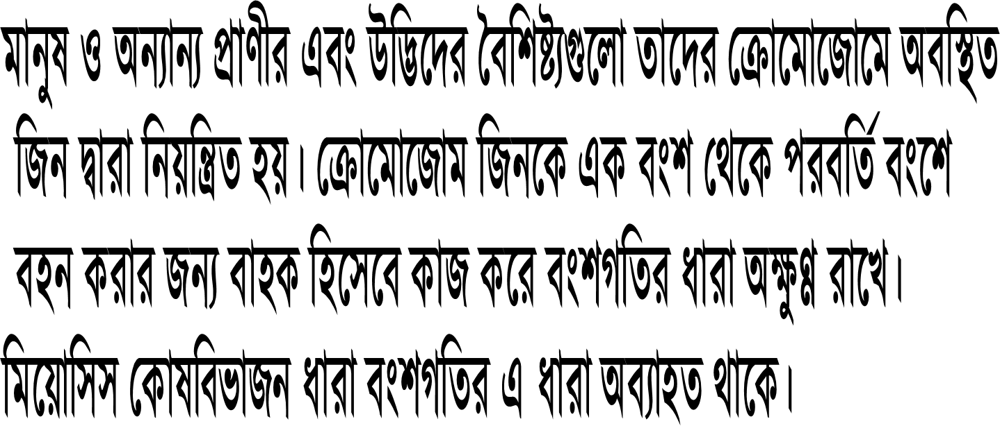 মানুষ ও অন্যান্য প্রাণীর এবং উদ্ভিদের বৈশিষ্ট্যগুলো তাদের ক্রোমোজোমে অবস্থিত
জিন দ্বারা নিয়ন্ত্রিত হয়। ক্রোমোজোম জিনকে এক বংশ থেকে পরবর্তি বংশে
বহন করার জন্য বাহক হিসেবে কাজ করে বংশগতির ধারা অক্ষুণ্ণ রাখে।
মিয়োসিস কোষবিভাজন ধারা বংশগতির এ ধারা অব্যাহত থাকে।